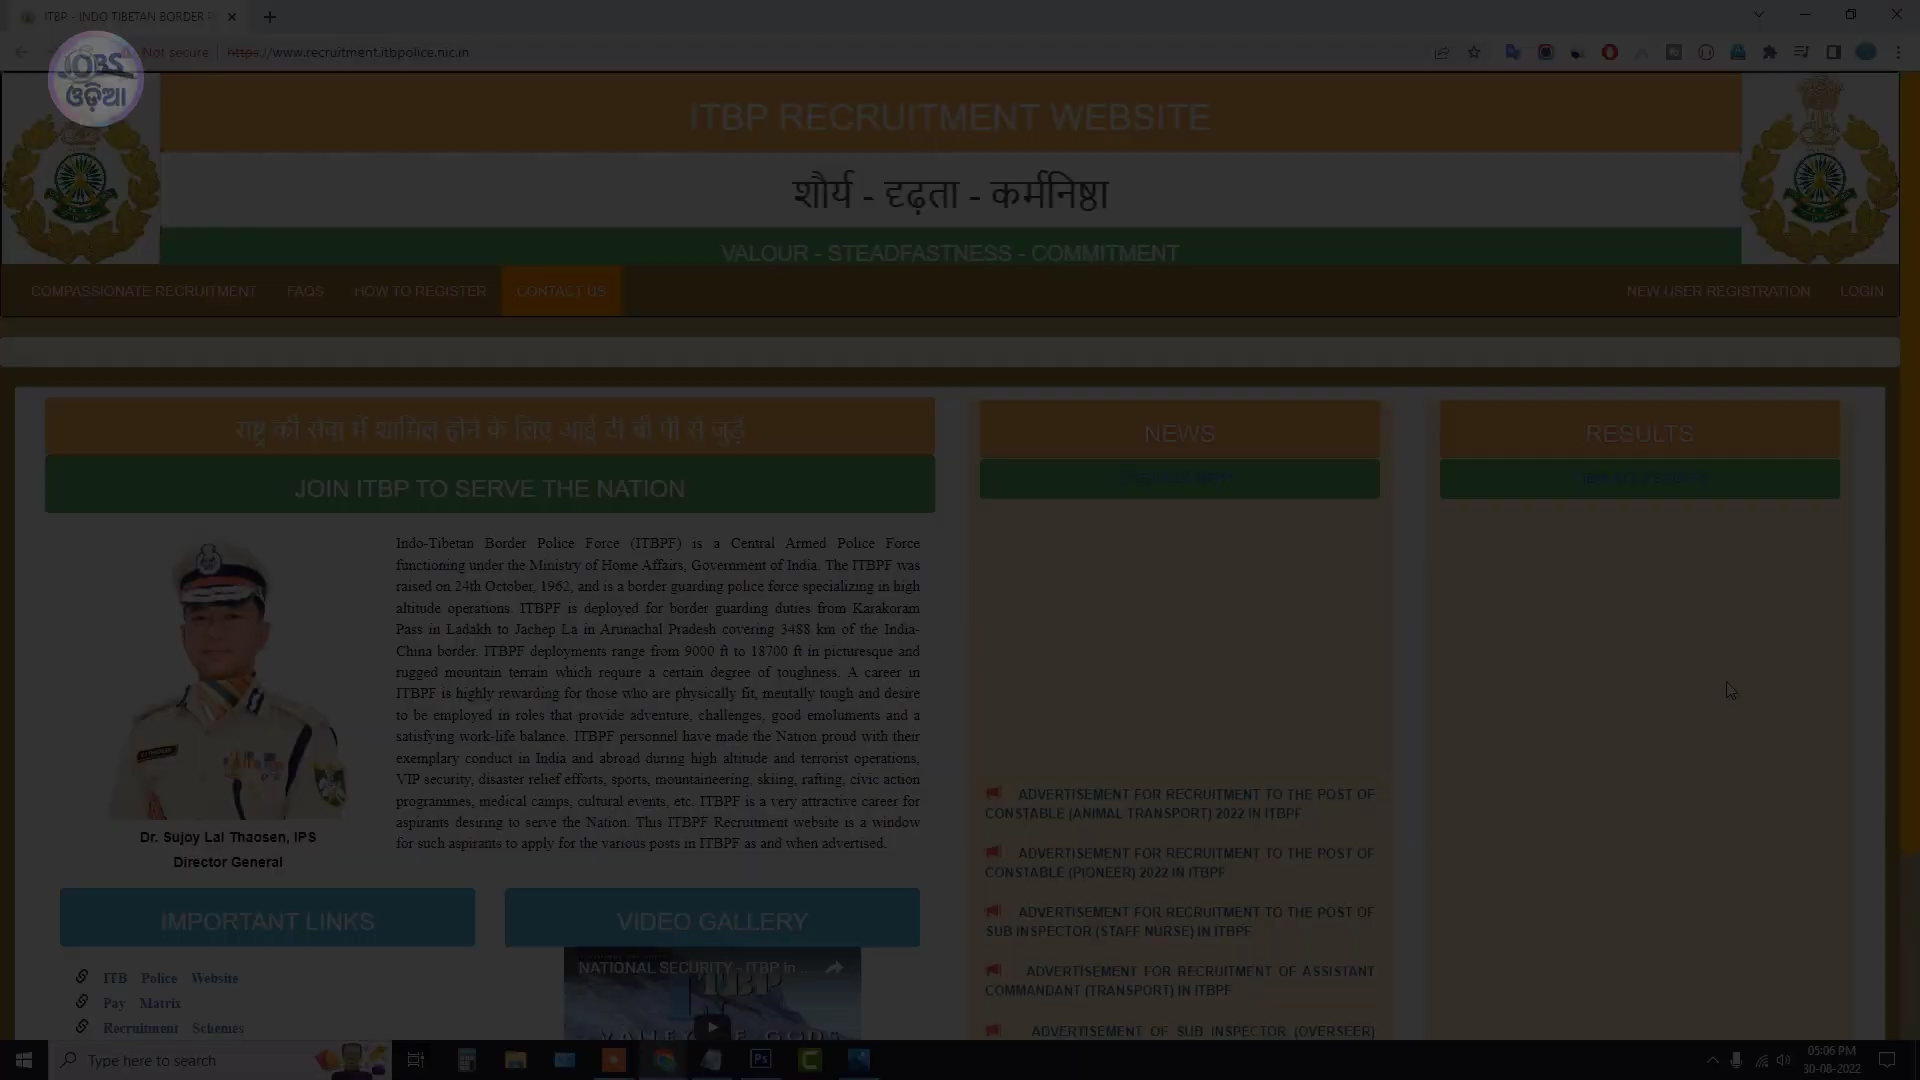 ITBP - INDO TIBETAN BORDER P
Not secure
https://www.recruitment.itbpolice.nic.in
JOBS
ଓଡ଼ିଆ
ITBP RECRUITMENT WEBSITE
शौर्य - दृढ़ता - कर्मनिष्ठा
VALOUR - STEADFASTNESS - COMMITMENT
COMPASSIONATE RECRUITMENT
FAQS
HOW TO REGISTER
CONTACT US
NEW USER REGISTRATION
LOGIN
राष्ट्र की सेवा में शामिल होने के लिए आई टी बी पी से जुड़ें
JOIN ITBP TO SERVE THE NATION
Indo-Tibetan Border Police Force (ITBPF) is a Central Armed Police Force
functioning under the Ministry of Home Affairs, Government of India. The ITBPF was
raised on 24th October, 1962, and is a border guarding police force specializing in high
altitude operations. ITBPF is deployed for border guarding duties from Karakoram
Pass in Ladakh to Jachep La in Arunachal Pradesh covering 3488 km of the India-
China border. ITBPF deployments range from 9000 ft to 18700 ft in picturesque and
rugged mountain terrain which require a certain degree of toughness. A career in
ITBPF is highly rewarding for those who are physically fit, mentally tough and desire
to be employed in roles that provide adventure, challenges, good emoluments and a
satisfying work-life balance. ITBPF personnel have made the Nation proud with their
exemplary conduct in India and abroad during high altitude and terrorist operations,
VIP security, disaster relief efforts, sports, mountaineering, skiing, rafting, civic action
programmes, medical camps, cultural events, etc. ITBPF is a very attractive career for
aspirants desiring to serve the Nation. This ITBPF Recruitment website is a window
for such aspirants to apply for the various posts in ITBPF as and when advertised.
Dr. Sujoy Lal Thaosen, IPS
Director General
IMPORTANT LINKS
ITB Police Website
Pay Matrix
Recruitment Schemes
VIDEO GALLERY
NATIONAL SECURITY - ITBP In ...
ITBP
NEWS
ADVERTISEMENT FOR RECRUITMENT TO THE POST OF
CONSTABLE (ANIMAL TRANSPORT) 2022 IN ITBPF
ADVERTISEMENT FOR RECRUITMENT TO THE POST OF
CONSTABLE (PIONEER) 2022 IN ITBPF
ADVERTISEMENT FOR RECRUITMENT TO THE POST OF
SUB INSPECTOR (STAFF NURSE) IN ITBPF
ADVERTISEMENT FOR RECRUITMENT OF ASSISTANT
COMMANDANT (TRANSPORT) IN ITBPF
ADVERTISEMENT OF SUB INSPECTOR (OVERSEER)
RESULTS
Type here to search
Ps
05:06 PM
30-08-2022